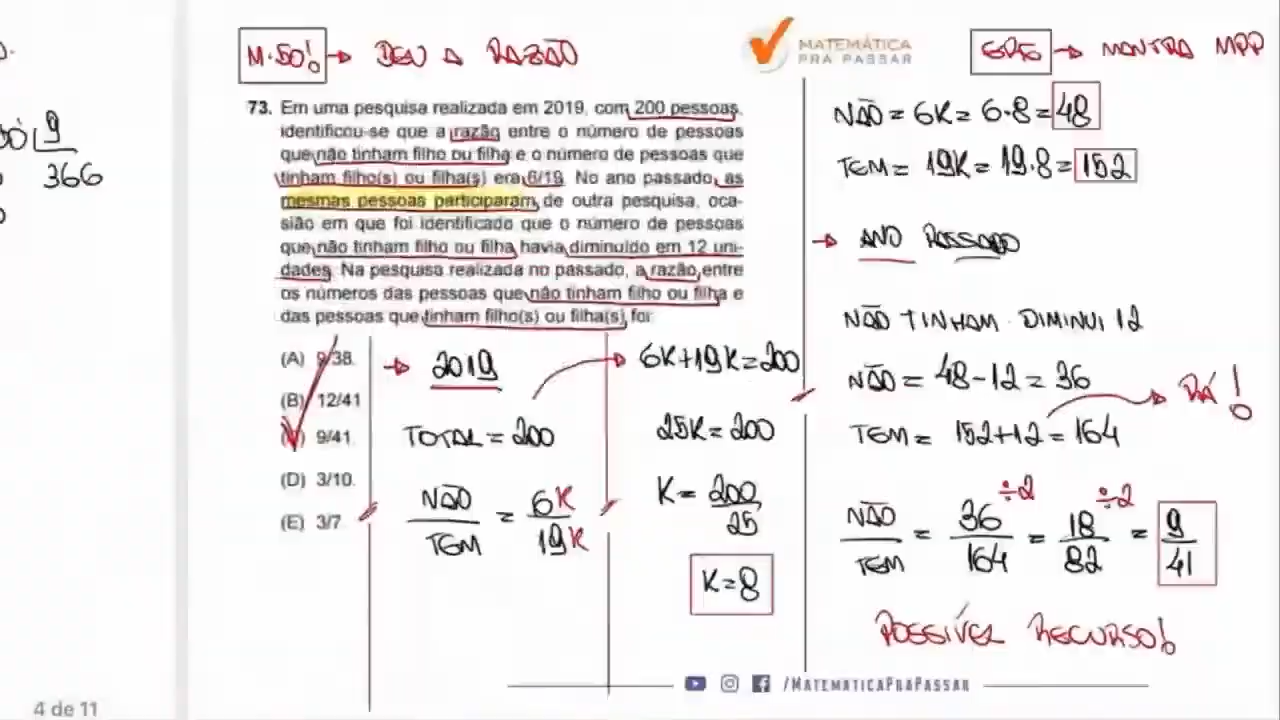 M.50! → DEU A RAZÃO
MATEMÁTICA
PRA PASSAR
→ MONTRA MPP
73. Em uma pesquisa realizada em 2019, com 200 pessoas,
identificou-se que a razão entre o número de pessoas
que não tinham filho ou filha e o número de pessoas que
tinham filho(s) ou filha(s) era 6/19. No ano passado, as
mesmas pessoas participaram de outra pesquisa, oca-
sião em que foi identificado que o número de pessoas
que não tinham filho ou filha havia diminuído em 12 uni-
dades. Na pesquisa realizada no passado, a razão entre
os números das pessoas que não tinham filho ou filha e
das pessoas que tinham filho(s) ou filha(s) foi
(A) 9/38.
(B) 12/41
9/41.
(D) 3/10.
(E) 3/7
9
366
→ 2019
TOTAL = 200
NÃO
TEM
= 6K
19K
6K+19K=200
25K=200
K= 200
25
K=8
NÃO = 6K = 6.8 = 48
TEM = 19K = 19.8 = 152
→ ANO PASSADO
NÃO TINHAM DIMINUI 12
NÃO = 48-12 = 36
TEM = 152+12 = 164
RÁ!
NÃO
TEM
= 36 ÷2
164
= 18 ÷2
82
= 9
41
POSSÍVEL RECURSO!
/MATEMATICAPRAPASSAR
4 de 11